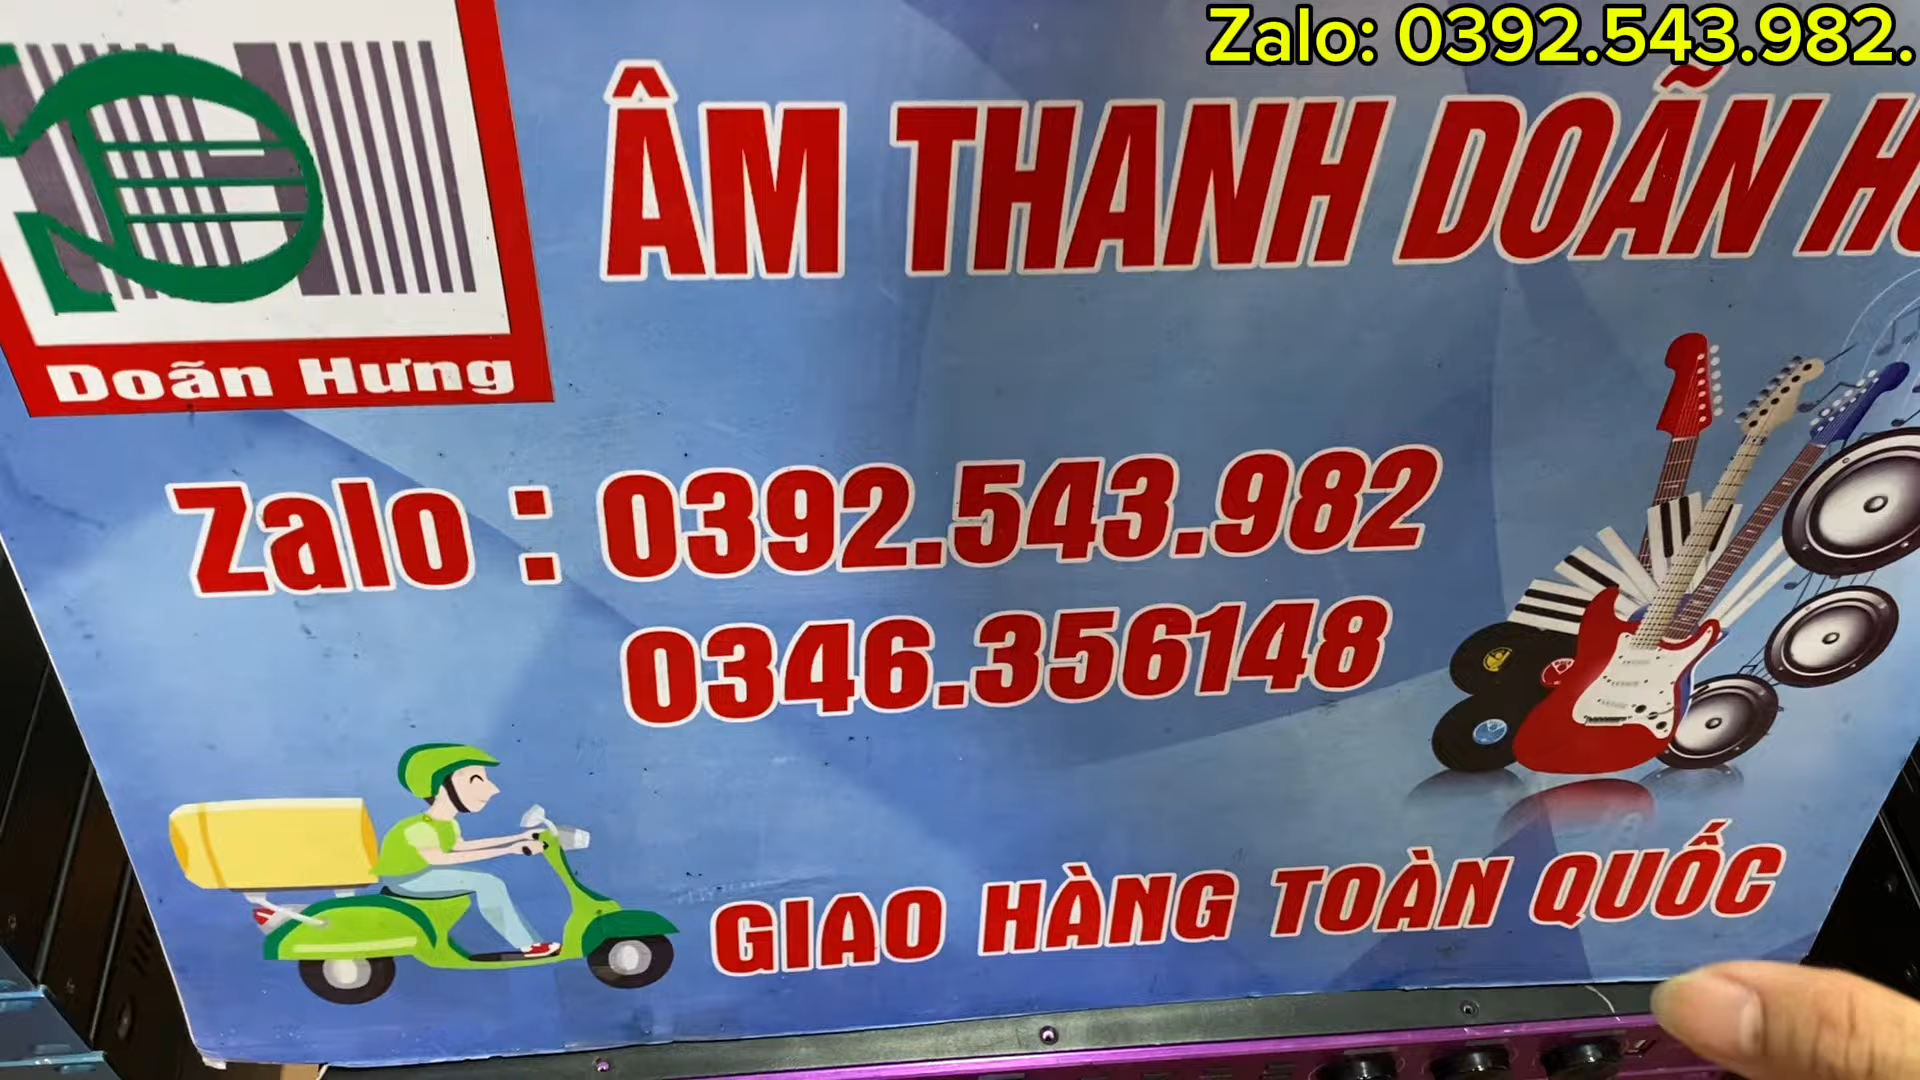 Zalo: 0392.543.982.
ÂM THANH DOÃN
Doãn Hưng
Zalo : 0392.543.982
0346.356148
GIAO HÀNG TOÀN QUỐC